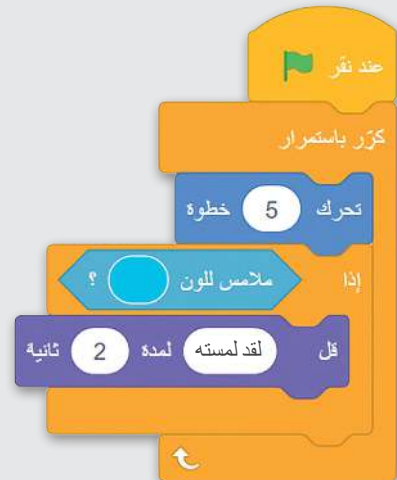 عند نقر
كرّر باستمرار
تحرك 5 خطوة
إذا ملامس للون ؟
قل لقد لمسته لمدة 2 ثانية